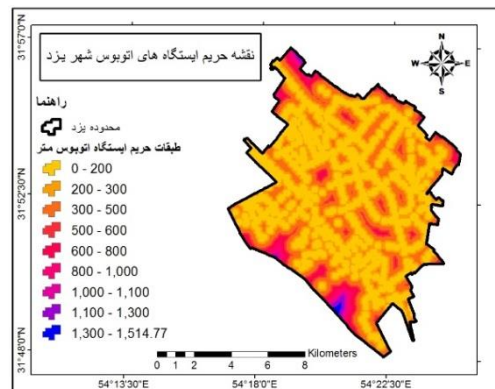 نقشه حریم ایستگاه های اتوبوس شهر یزد
N
W E
S
راهنما
محدوده یزد
طبقات حریم ایستگاه اتوبوس متر
0 - 200
200 - 300
300 - 500
500 - 600
600 - 800
800 - 1,000
1,000 - 1,100
1,100 - 1,300
1,300 - 1,514.77
31°57'0"N
31°52'30"N
31°48'0"N
Kilometers
0 1 2 4 6 8
54°13'30"E 54°18'0"E 54°22'30"E